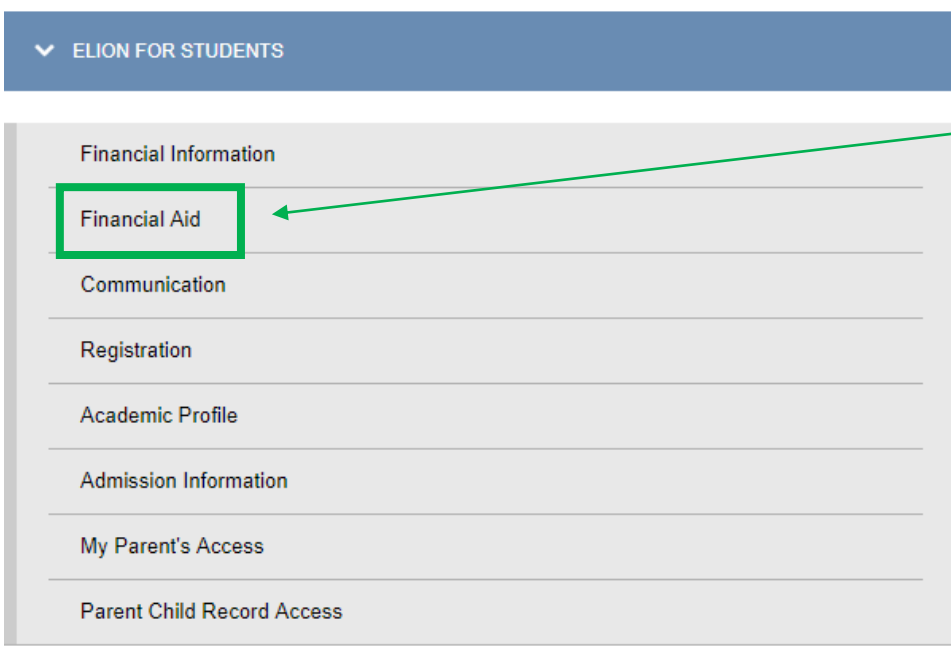 ELION FOR STUDENTS
Financial Information
Financial Aid
Communication
Registration
Academic Profile
Admission Information
My Parent's Access
Parent Child Record Access